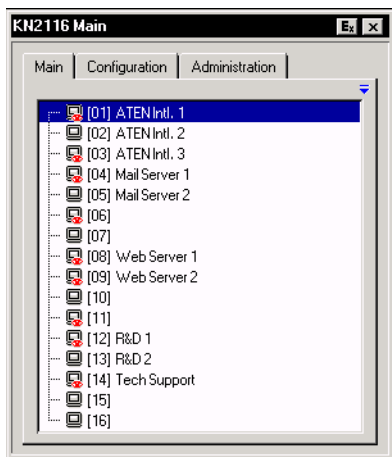 KN2116 Main
Ex
Main
Configuration
Administration
[01] ATEN Intl. 1
[02] ATEN Intl. 2
[03] ATEN Intl. 3
[04] Mail Server 1
[05] Mail Server 2
[06]
[07]
[08] Web Server 1
[09] Web Server 2
[10]
[11]
[12] R&D 1
[13] R&D 2
[14] Tech Support
[15]
[16]